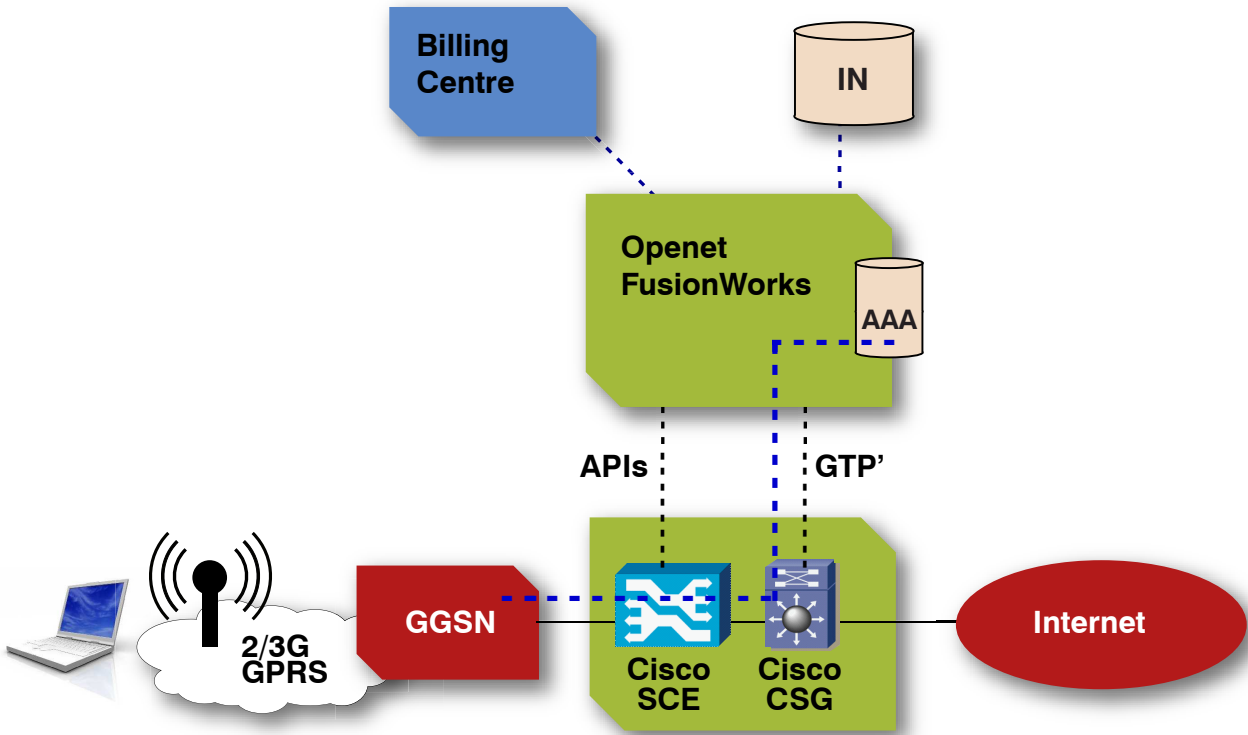 Billing
Centre
IN
Openet
FusionWorks
AAA
APIs
GTP’
2/3G
GPRS
GGSN
Cisco
SCE
Cisco
CSG
Internet